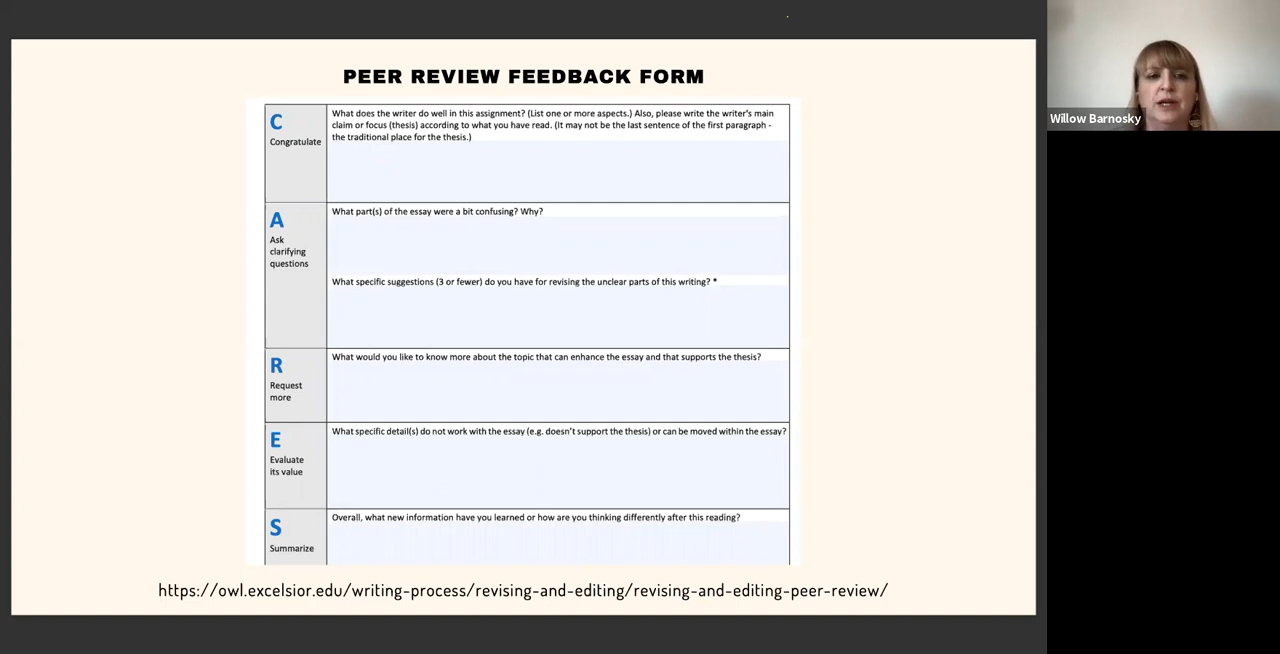 PEER REVIEW FEEDBACK FORM
C
Congratulate
What does the writer do well in this assignment? (List one or more aspects.) Also, please write the writer's main
claim or focus (thesis) according to what you have read. (It may not be the last sentence of the first paragraph -
the traditional place for the thesis.)
A
Ask
clarifying
questions
What part(s) of the essay were a bit confusing? Why?
What specific suggestions (3 or fewer) do you have for revising the unclear parts of this writing? *
R
Request
more
What would you like to know more about the topic that can enhance the essay and that supports the thesis?
E
Evaluate
its value
What specific detail(s) do not work with the essay (e.g. doesn't support the thesis) or can be moved within the essay?
S
Summarize
Overall, what new information have you learned or how are you thinking differently after this reading?
https://owl.excelsior.edu/writing-process/revising-and-editing/revising-and-editing-peer-review/
Willow Barnosky